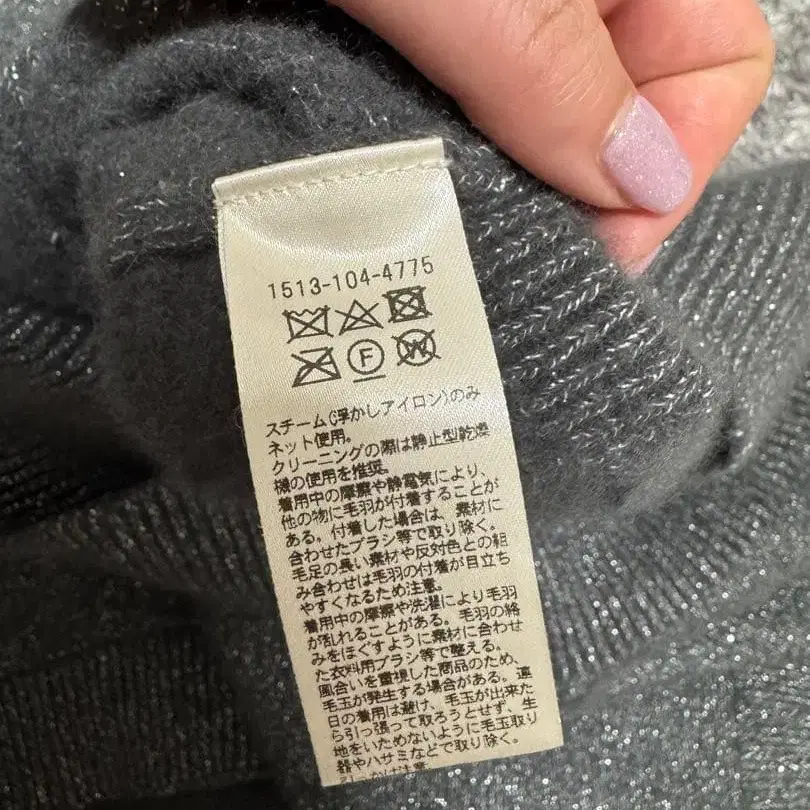 1513-104-4775
F W
スチーム(浮かしアイロン)のみ
ネット使用。
クリーニングの際は静止型乾燥
機の使用を推奨。
着用中の摩擦や静電気により、
他の物に毛羽が付着することが
ある。付着した場合は、素材に
合わせたブラシ等で取り除く。
毛足の長い素材や反対色との組
み合わせは毛羽の付着が目立ち
やすくなるため注意。
着用中の摩擦や洗濯により毛羽
が乱れることがある。毛羽の絡
みをほぐすように素材に合わせ
た衣料用ブラシ等で整える。
風合いを重視した商品のため、
毛玉が発生する場合がある。連
日の着用は避け、毛玉が出来た
ら引っ張って取ろうとせず、生
地をいためないように毛玉取り
器やハサミなどで取り除く。